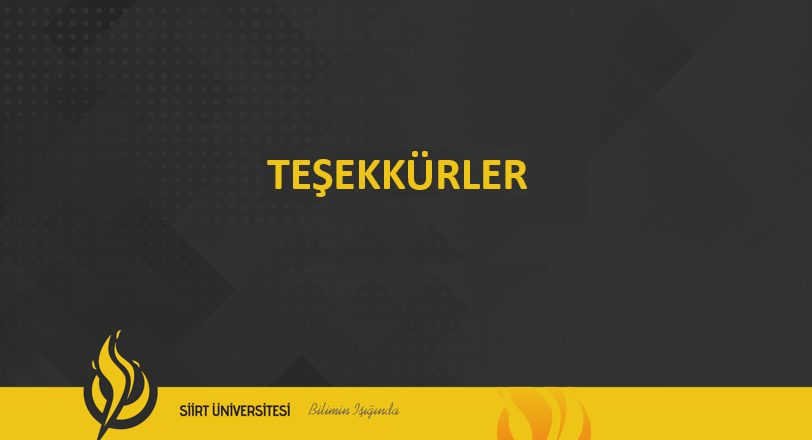 TEŞEKKÜRLER
SİİRT ÜNİVERSİTESİ Bilimin Işığında